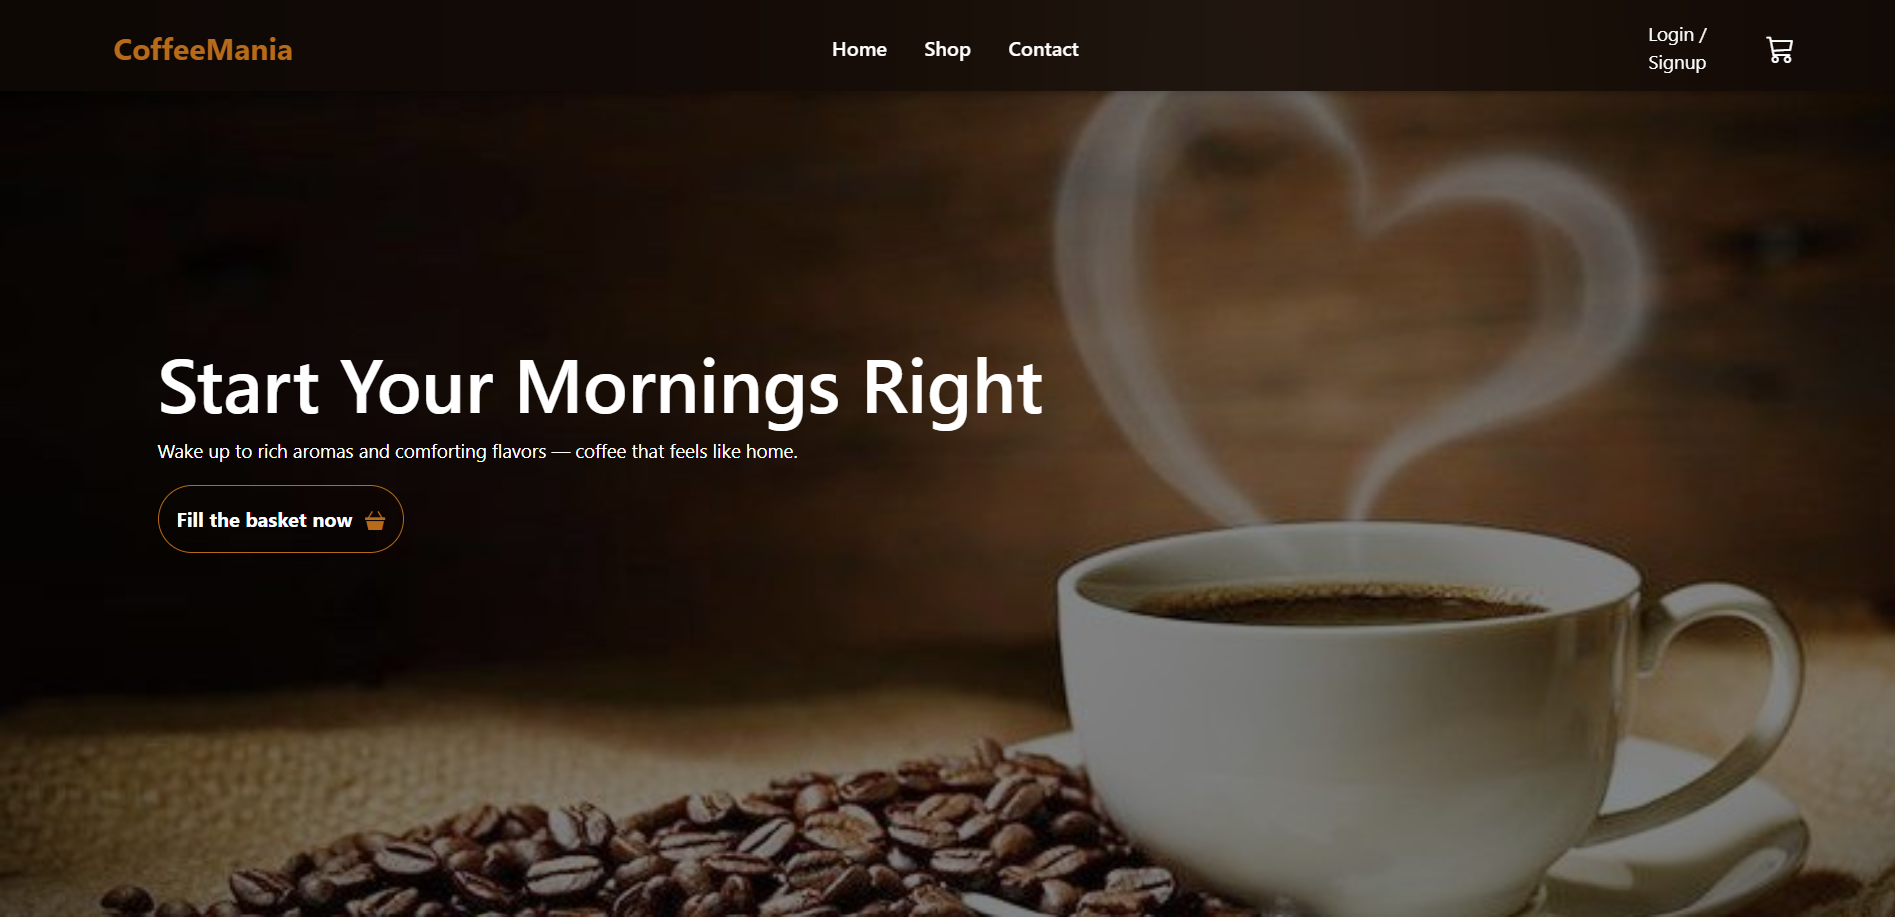 CoffeeMania
Home
Shop
Contact
Login /
Signup
Start Your Mornings Right
Wake up to rich aromas and comforting flavors — coffee that feels like home.
Fill the basket now